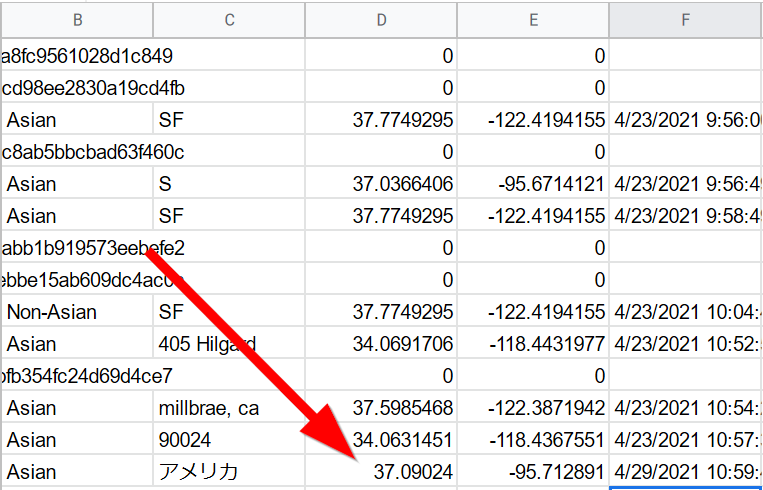 B C D E F
a8fc9561028d1c849 0 0
cd98ee2830a19cd4fb 0 0
Asian SF 37.7749295 -122.4194155 4/23/2021 9:56:0
c8ab5bbcbad63f460c 0 0
Asian S 37.0366406 -95.6714121 4/23/2021 9:56:4
Asian SF 37.7749295 -122.4194155 4/23/2021 9:58:4
abb1b919573eebefe2 0 0
ebbe15ab609dc4ac0 0 0
Non-Asian SF 37.7749295 -122.4194155 4/23/2021 10:04:
Asian 405 Hilgard 34.0691706 -118.4431977 4/23/2021 10:52:
bfb354fc24d69d4ce7 0 0
Asian millbrae, ca 37.5985468 -122.3871942 4/23/2021 10:54:
Asian 90024 34.0631451 -118.4367551 4/23/2021 10:57:
Asian アメリカ 37.09024 -95.712891 4/29/2021 10:59: